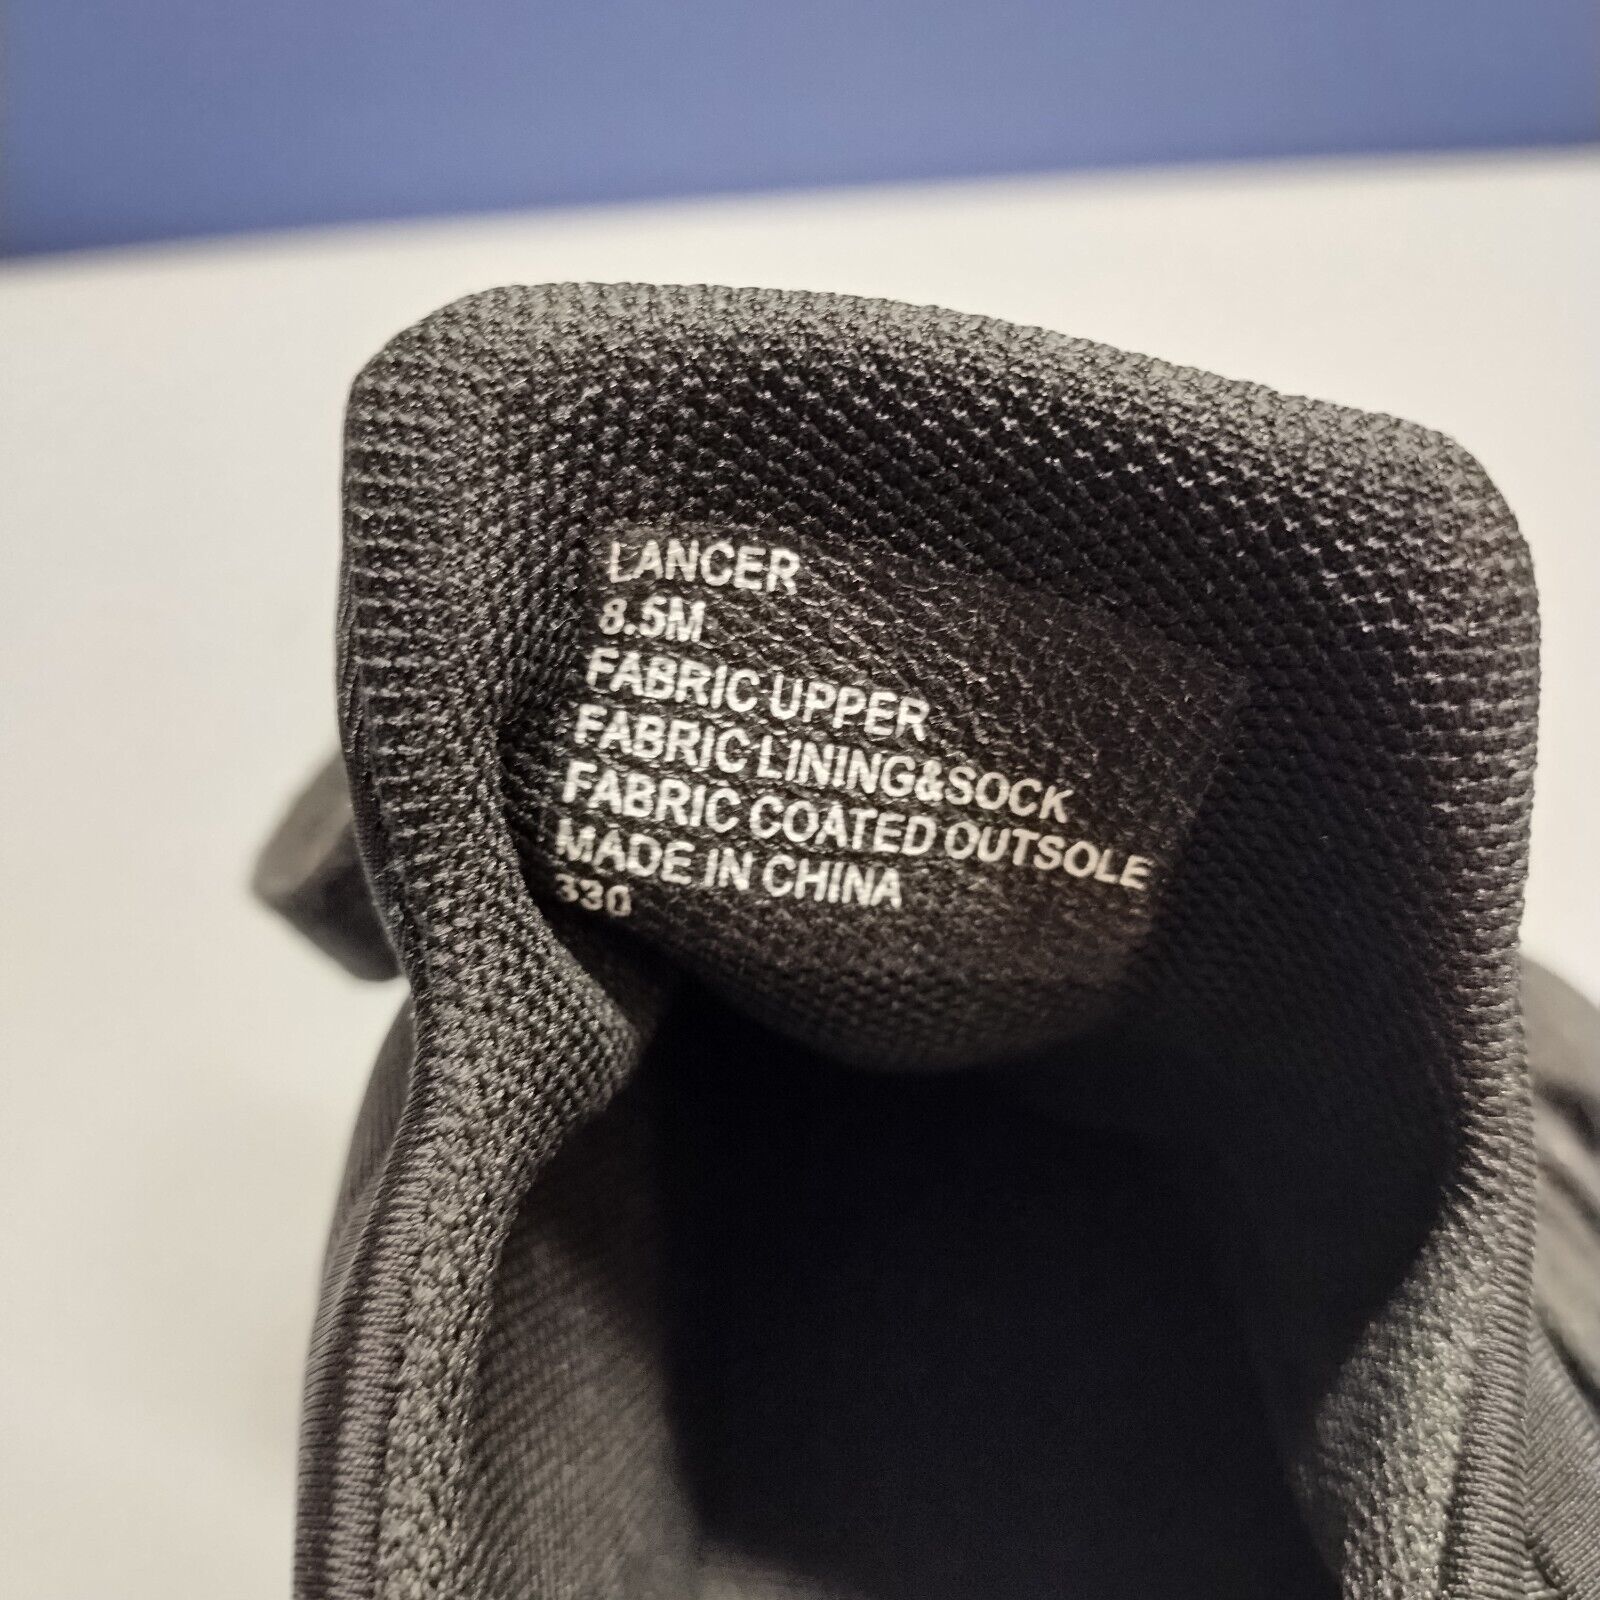 LANCER
8.5M
FABRIC UPPER
FABRIC LINING&SOCK
FABRIC COATED OUTSOLE
MADE IN CHINA
330